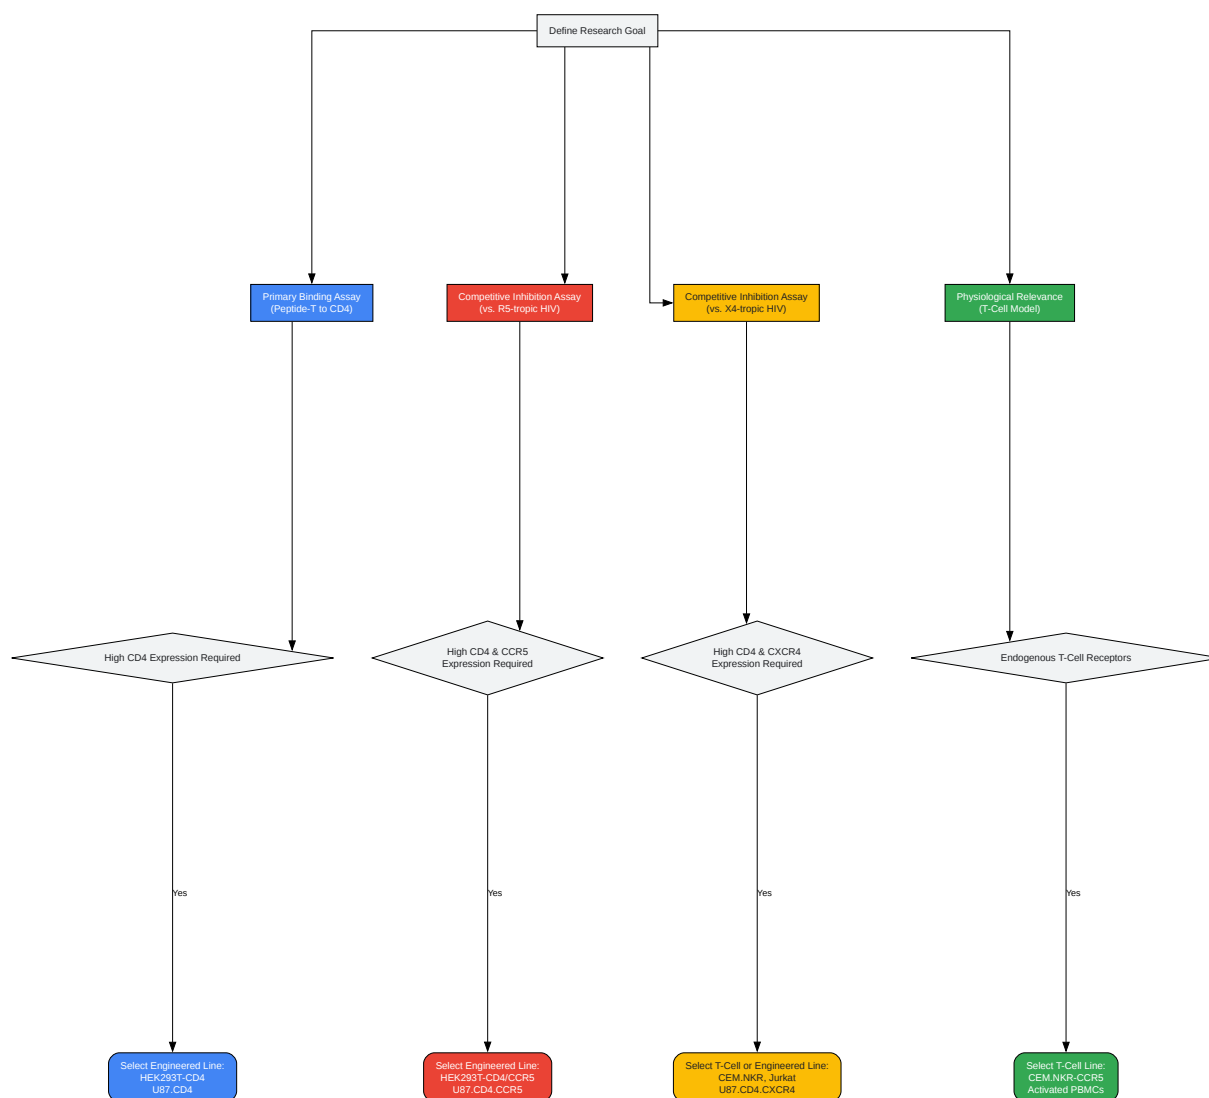 Define Research Goal
Primary Binding Assay
(Peptide-T to CD4)
Competitive Inhibition Assay
(vs. R5-tropic HIV)
Competitive Inhibition Assay
(vs. X4-tropic HIV)
Physiological Relevance
(T-Cell Model)
High CD4 Expression Required
High CD4 & CCR5
Expression Required
High CD4 & CXCR4
Expression Required
Endogenous T-Cell Receptors
Yes
Yes
Yes
Yes
Select Engineered Line:
HEK293T-CD4
U87.CD4
Select Engineered Line:
HEK293T-CD4/CCR5
U87.CD4.CCR5
Select T-Cell or Engineered Line:
CEM.NKR, Jurkat
U87.CD4.CXCR4
Select T-Cell Line:
CEM.NKR-CCR5
Activated PBMCs